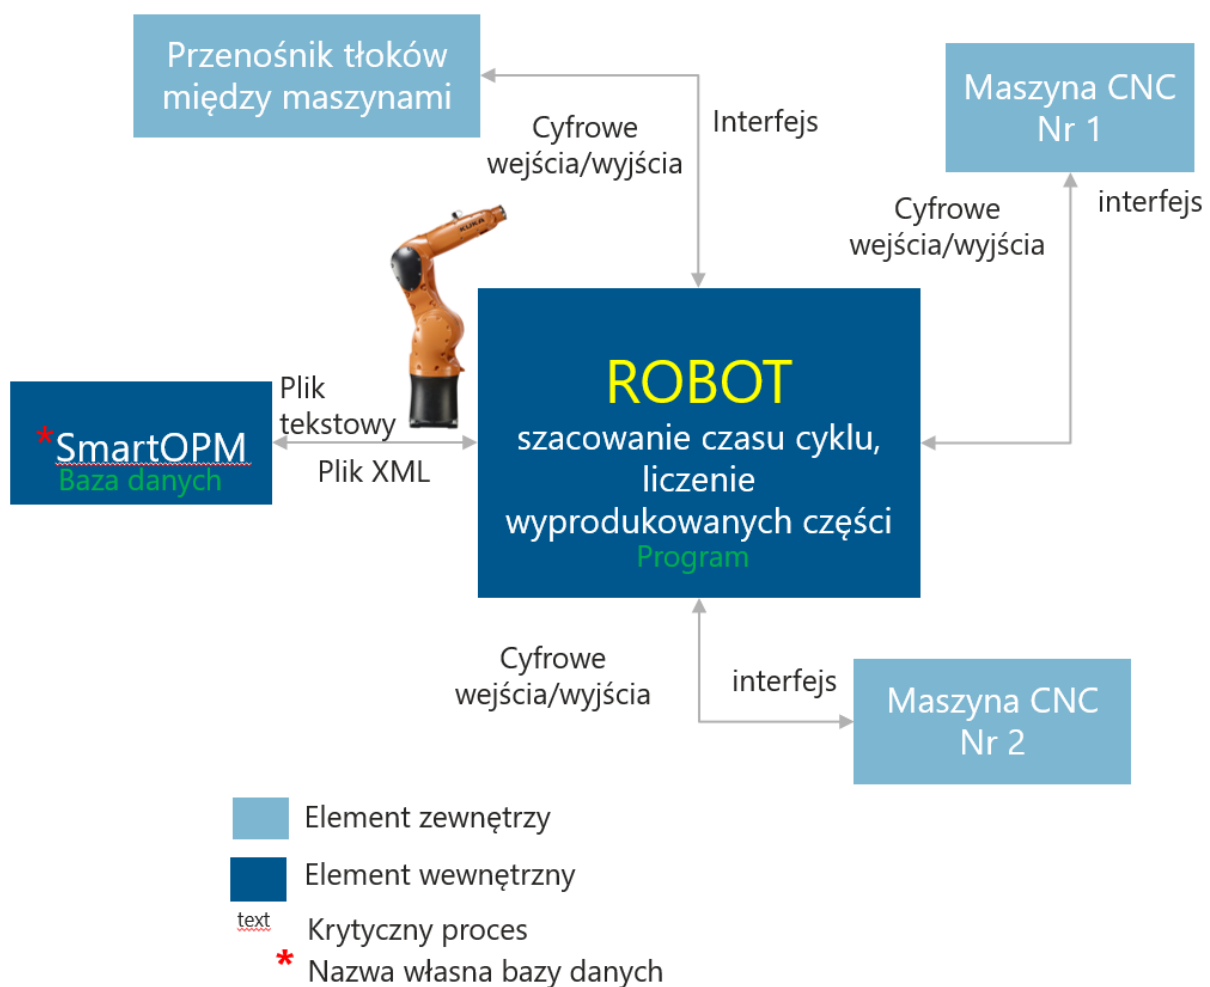 Przenośnik tłoków
między maszynami
Cyfrowe
wejścia/wyjścia
Interfejs
Maszyna CNC
Nr 1
Cyfrowe
wejścia/wyjścia
interfejs
KUKA
ROBOT
szacowanie czasu cyklu,
liczenie
wyprodukowanych części
Program
Plik
tekstowy
Plik XML
*SmartOPM
Baza danych
Cyfrowe
wejścia/wyjścia
interfejs
Maszyna CNC
Nr 2
Element zewnętrzy
Element wewnętrzny
text Krytyczny proces
* Nazwa własna bazy danych